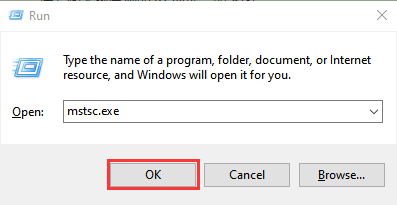 Run
Type the name of a program, folder, document, or Internet
resource, and Windows will open it for you.
Open: mstsc.exe
OK Cancel Browse...